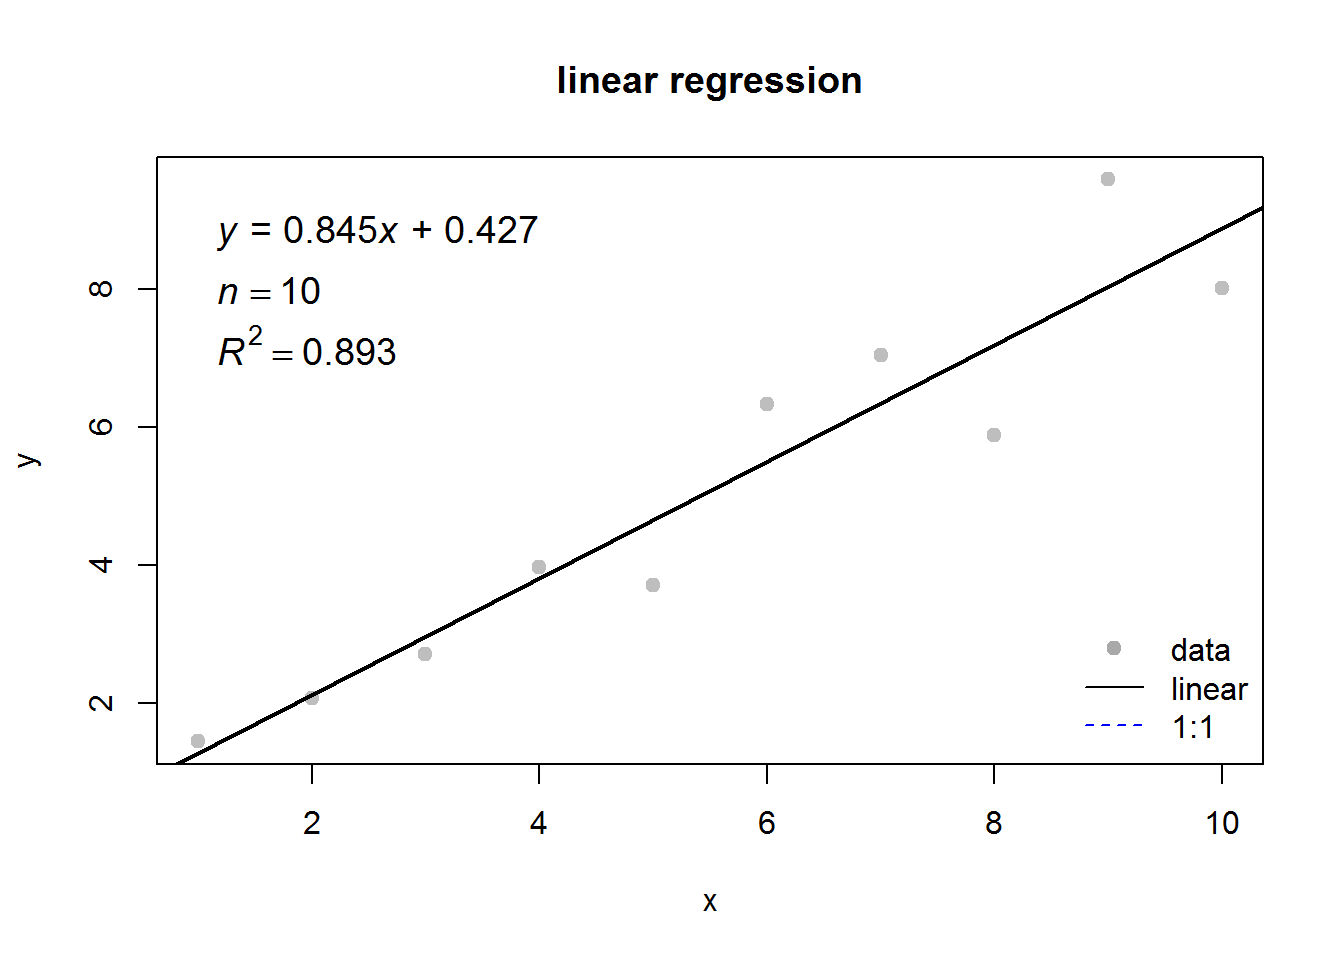 linear regression
y = 0.845x + 0.427
n = 10
R² = 0.893
8
6
4
2
y
data
linear
1:1
2 4 6 8 10
x